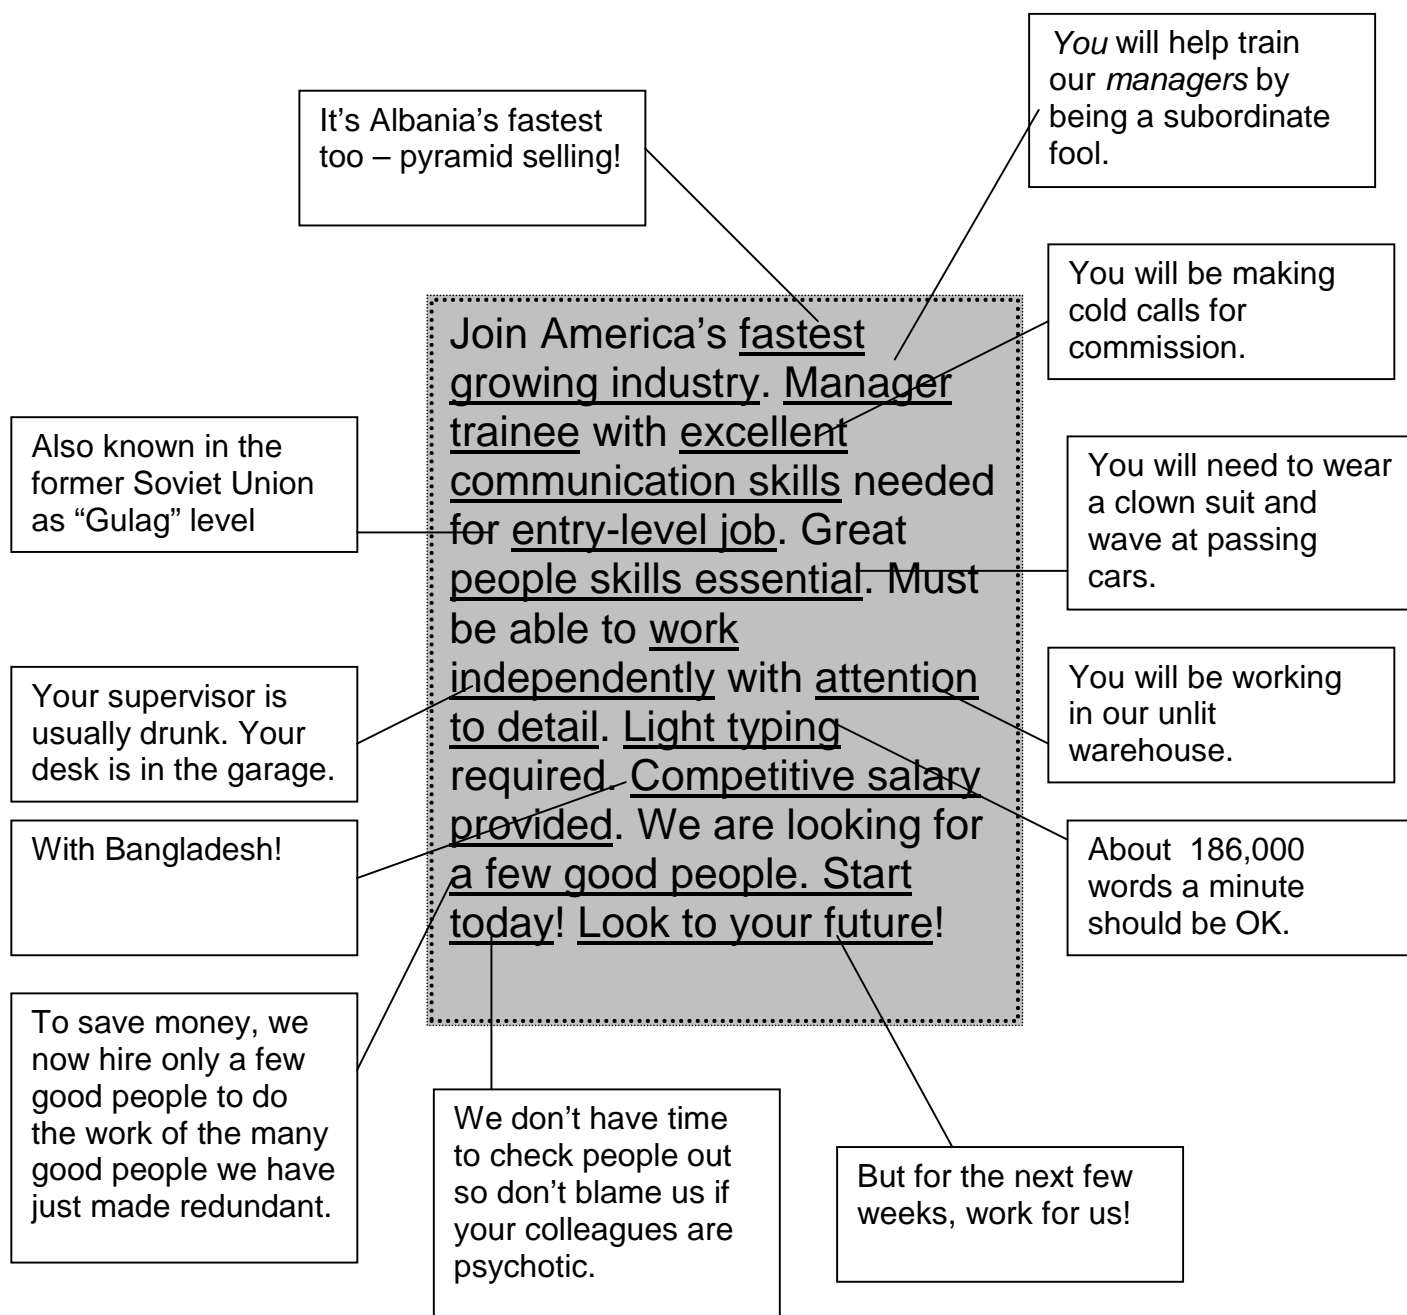 You will help train
our managers by
being a subordinate
fool.
It's Albania's fastest
too – pyramid selling!
You will be making
cold calls for
commission.
Join America's fastest
growing industry. Manager
trainee with excellent
communication skills needed
for entry-level job. Great
people skills essential. Must
be able to work
independently with attention
to detail. Light typing
required. Competitive salary
provided. We are looking for
a few good people. Start
today! Look to your future!
Also known in the
former Soviet Union
as “Gulag” level
You will need to wear
a clown suit and
wave at passing
cars.
Your supervisor is
usually drunk. Your
desk is in the garage.
You will be working
in our unlit
warehouse.
With Bangladesh!
About 186,000
words a minute
should be OK.
To save money, we
now hire only a few
good people to do
the work of the many
good people we have
just made redundant.
We don’t have time
to check people out
so don’t blame us if
your colleagues are
psychotic.
But for the next few
weeks, work for us!